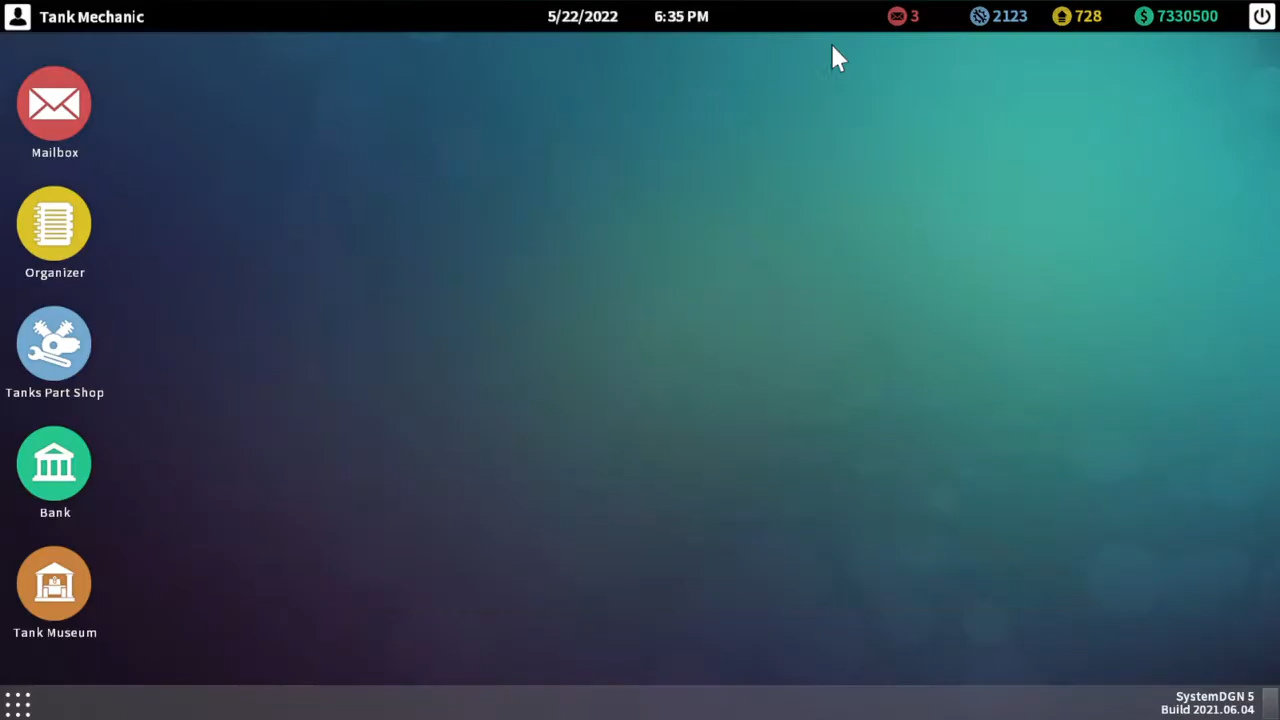 Tank Mechanic 5/22/2022 6:35 PM 3 2123 728 $ 7330500
Mailbox
Organizer
Tanks Part Shop
Bank
Tank Museum
SystemDGN 5
Build 2021.06.04